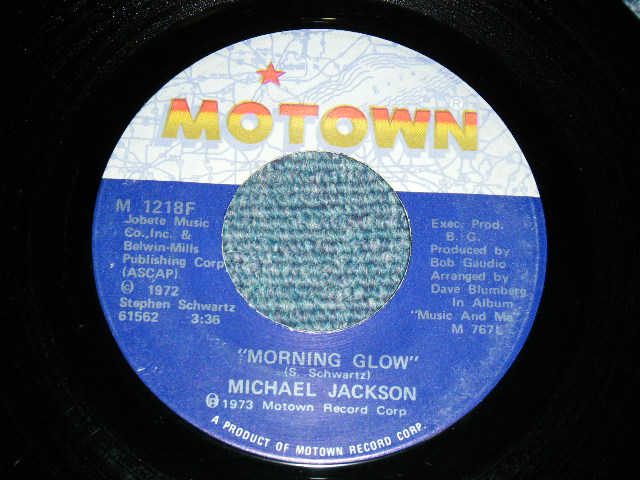 MOTOWN
®
M 1218F
Jobete Music
Co.,Inc. &
Belwin-Mills
Publishing Corp.
(ASCAP)
© 1972
Stephen Schwartz
61562 3:36
Exec. Prod.
B. G.
Produced by
Bob Gaudio
Arranged by
Dave Blumberg
In Album
"Music And Me"
M 767L
"MORNING GLOW"
(S. Schwartz)
MICHAEL JACKSON
℗ 1973 Motown Record Corp
A PRODUCT OF MOTOWN RECORD CORP.